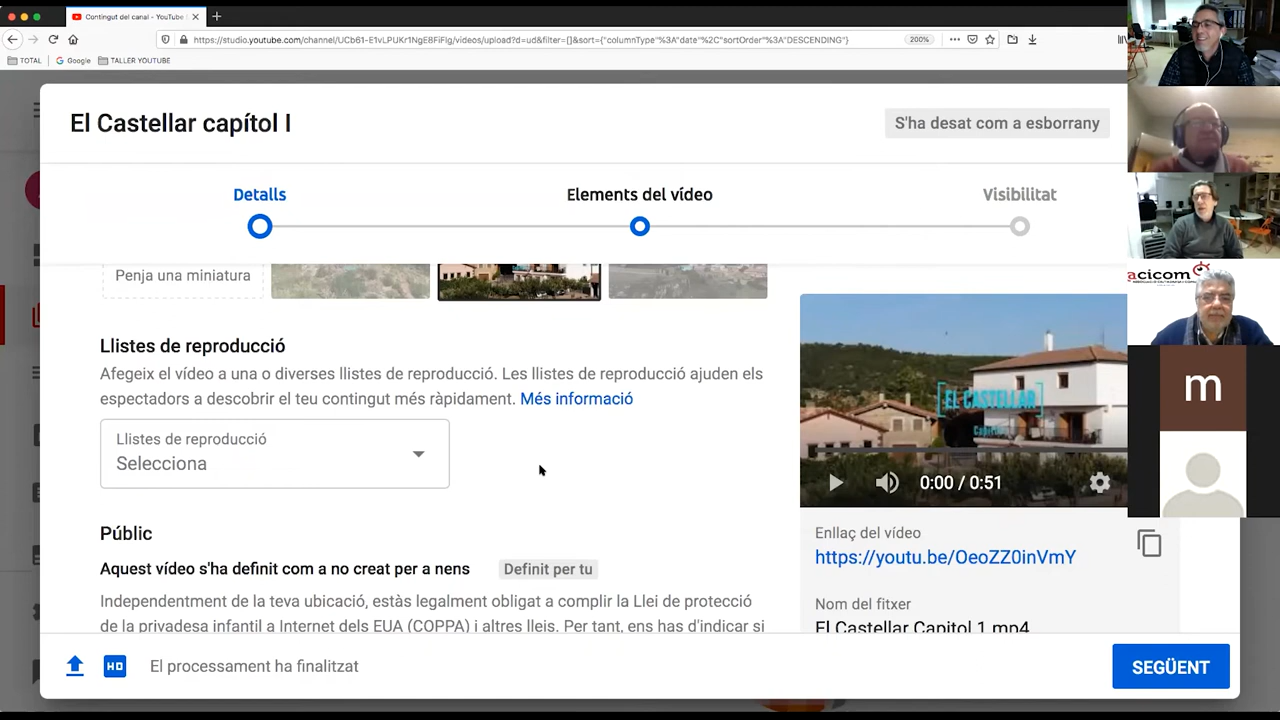 Contingut del canal - YouTube
https://studio.youtube.com/channel/UCb61-E1vLPUKr1NgE8FRig/videos/upload?d=ud&filter=[]&sort={"columnType"%3A"date"%2C"sortOrder"%3A"DESCENDING"}
200%
TOTAL
Google
TALLER YOUTUBE
El Castellar capítol I
S'ha desat com a esborrany
Detalls
Elements del vídeo
Visibilitat
Penja una miniatura
Llistes de reproducció
Afegeix el vídeo a una o diverses llistes de reproducció. Les llistes de reproducció ajuden els
espectadors a descobrir el teu contingut més ràpidament. Més informació
Llistes de reproducció
Selecciona
Públic
Aquest vídeo s'ha definit com a no creat per a nens
Definit per tu
Independentment de la teva ubicació, estàs legalment obligat a complir la Llei de protecció
de la privadesa infantil a Internet dels EUA (COPPA) i altres lleis. Per tant, ens has d'indicar si
EL CASTELLAR
0:00 / 0:51
Enllaç del vídeo
https://youtu.be/OeoZZ0inVmY
Nom del fitxer
El Castellar Capitol 1.mp4
HD
El processament ha finalitzat
SEGÜENT
acicom
m